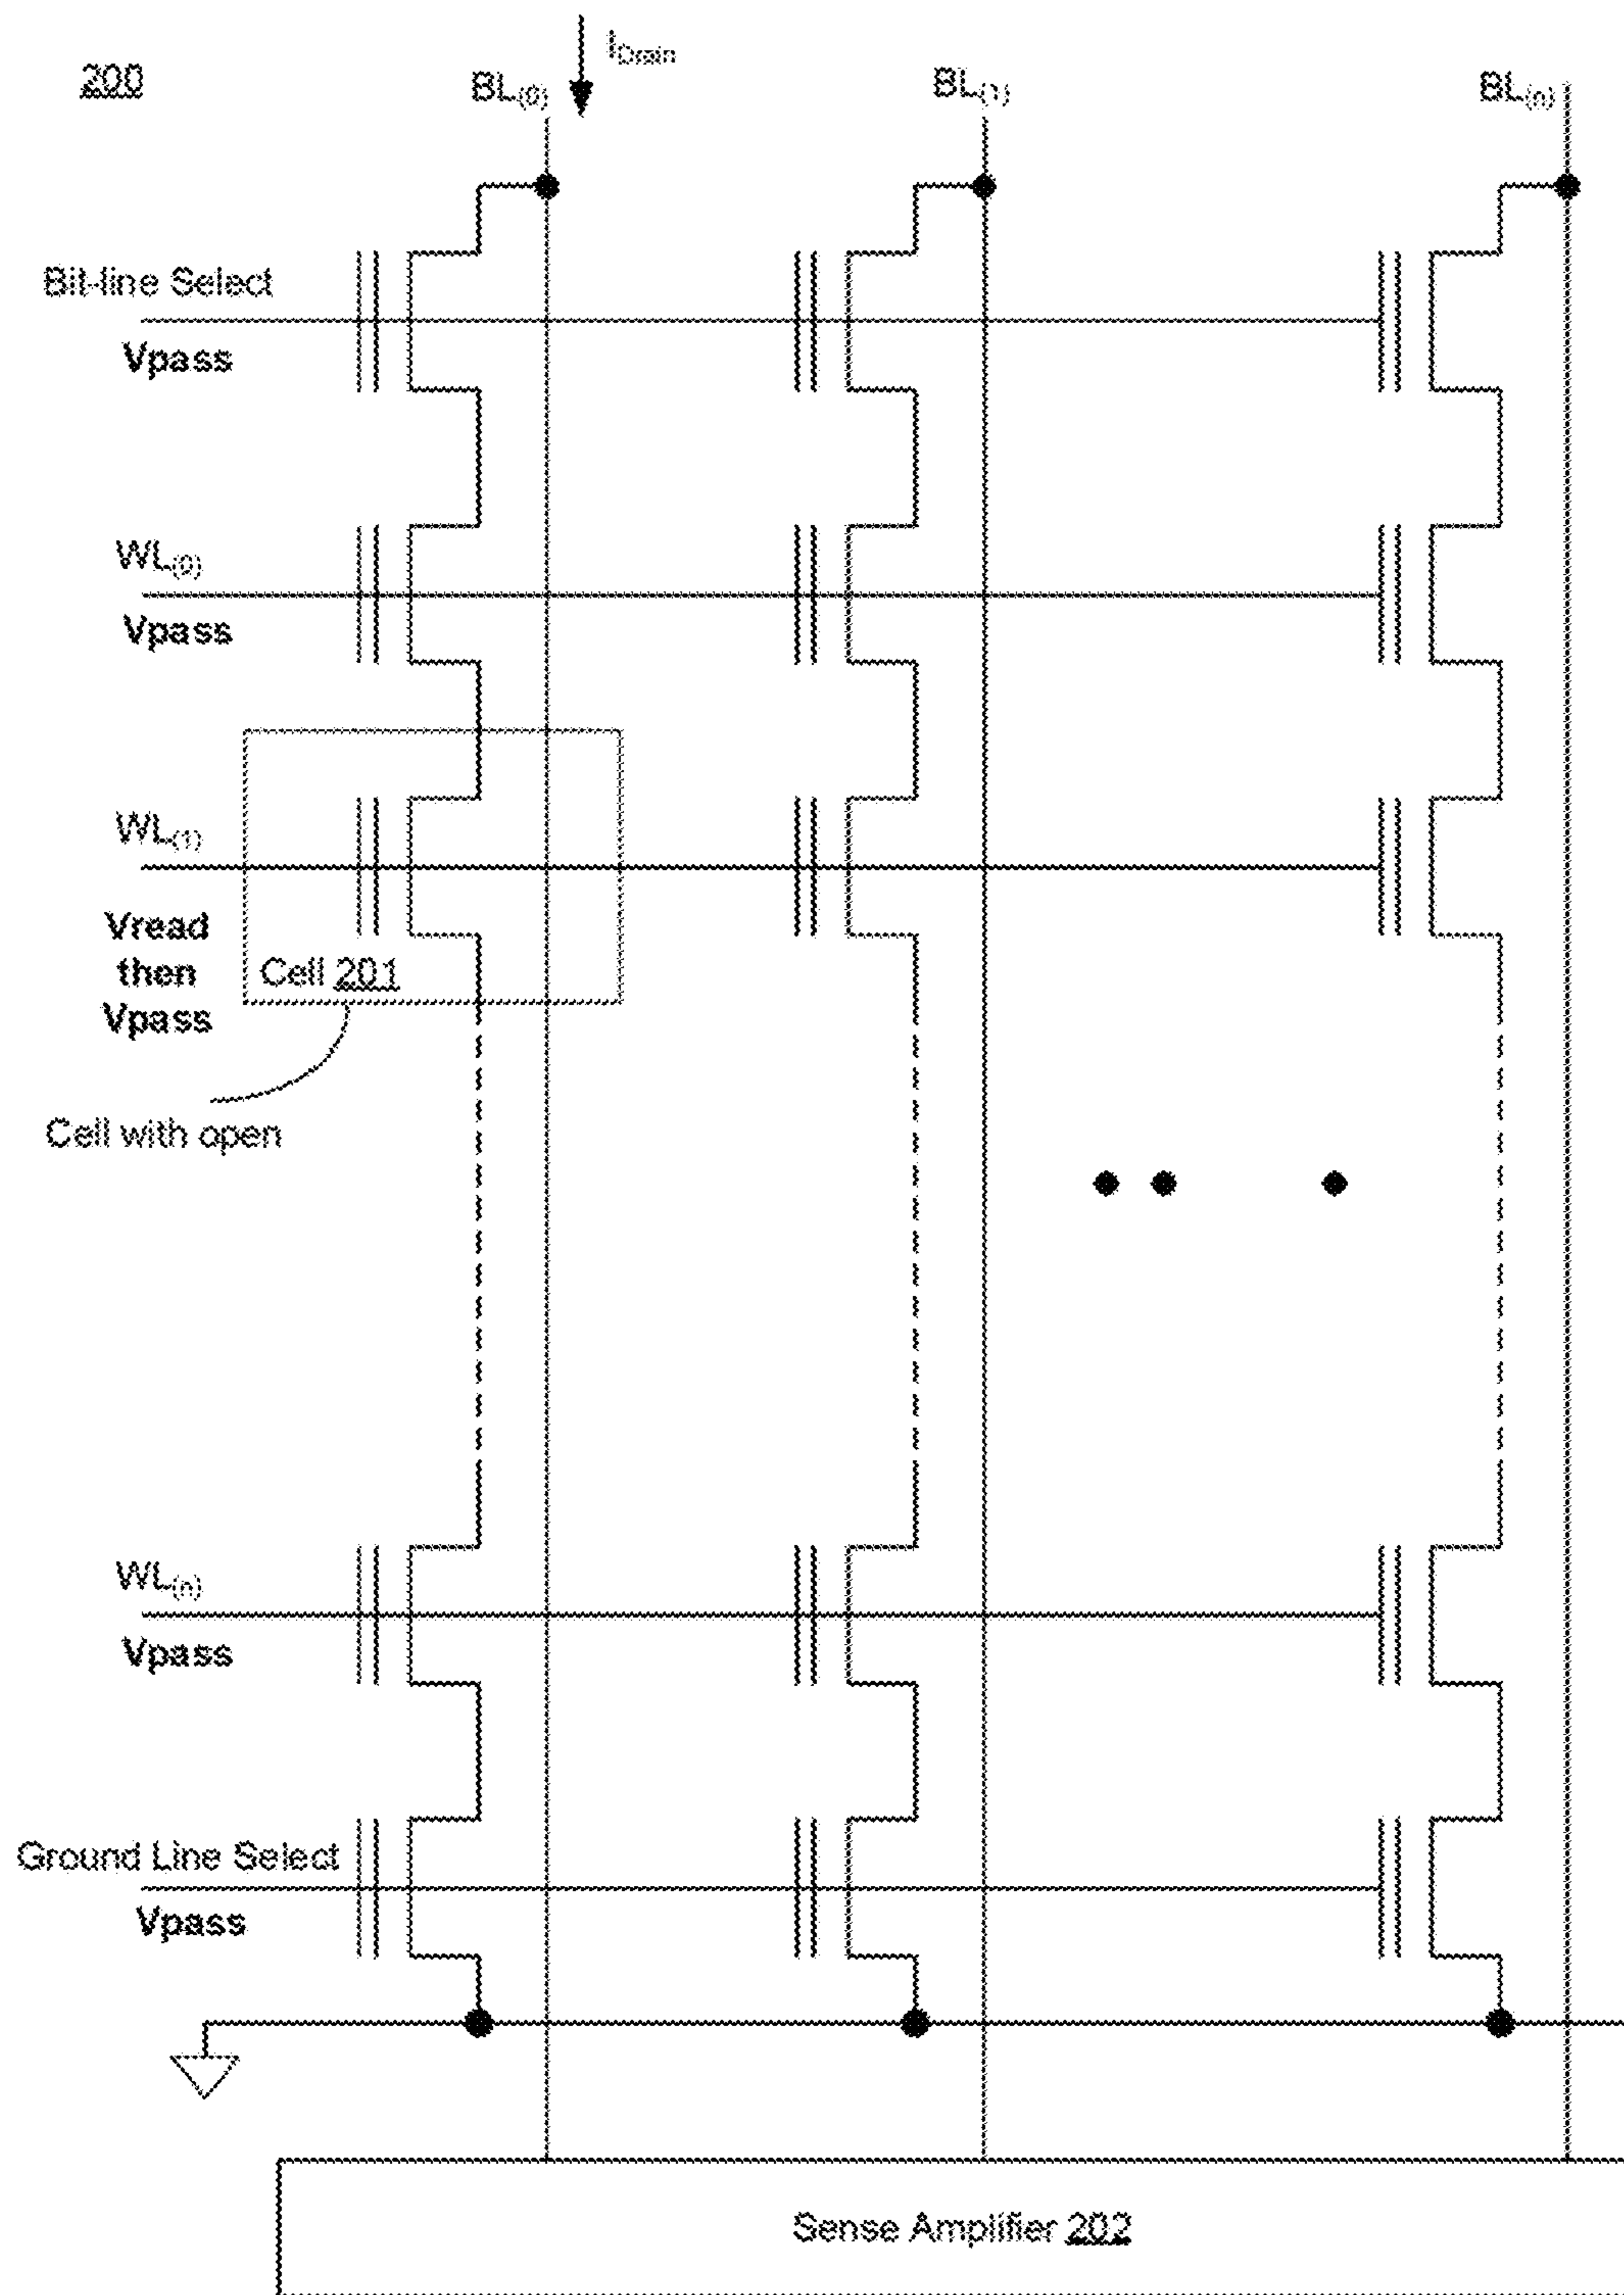 200
I_Drain
BL(0)
BL(1)
BL(n)
Bit-line Select
Vpass
WL(0)
Vpass
WL(1)
Vread
then
Vpass
Cell 201
Cell with open
WL(n)
Vpass
Ground Line Select
Vpass
Sense Amplifier 202